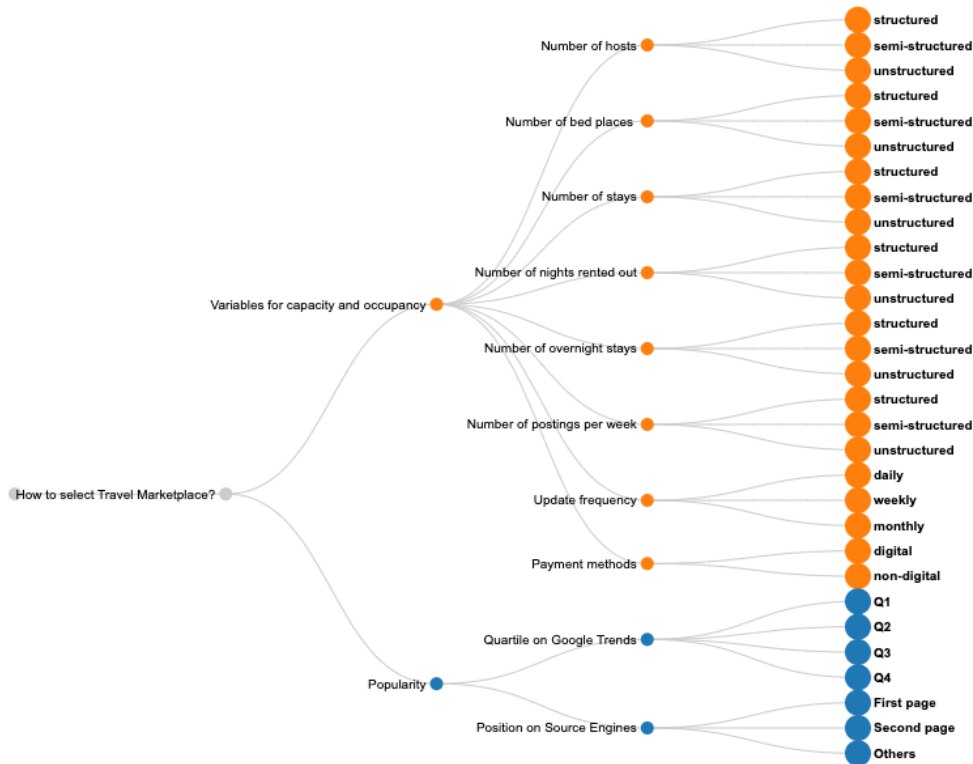 How to select Travel Marketplace?
Variables for capacity and occupancy
Number of hosts
structured
semi-structured
unstructured
Number of bed places
structured
semi-structured
unstructured
Number of stays
structured
semi-structured
unstructured
Number of nights rented out
structured
semi-structured
unstructured
Number of overnight stays
structured
semi-structured
unstructured
Number of postings per week
structured
semi-structured
unstructured
Update frequency
daily
weekly
monthly
Payment methods
digital
non-digital
Popularity
Quartile on Google Trends
Q1
Q2
Q3
Q4
Position on Source Engines
First page
Second page
Others